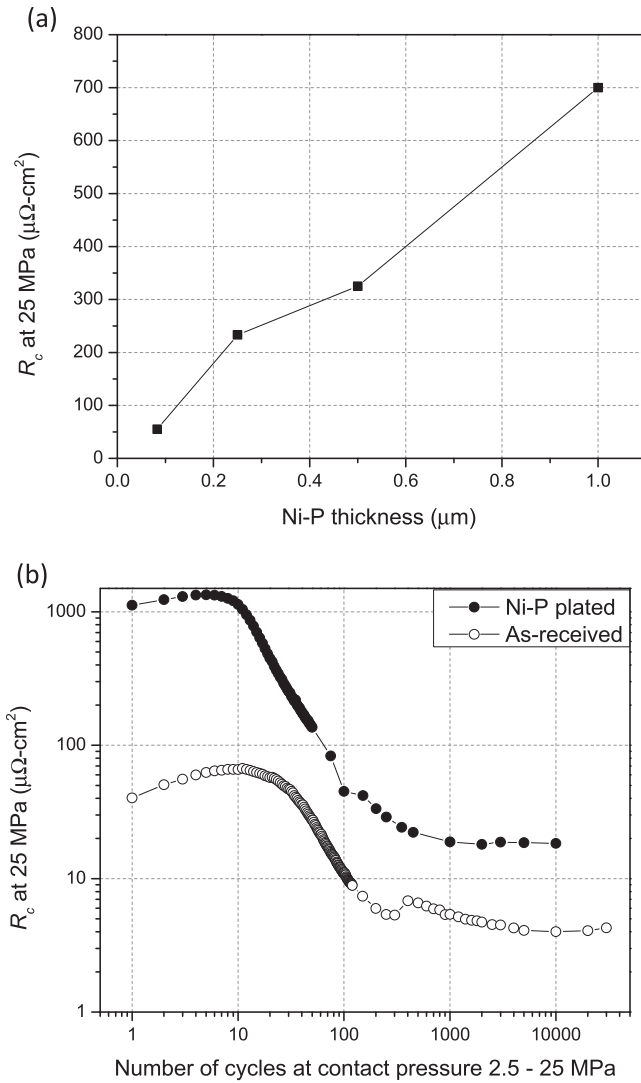 (a)
800
700
600
500
400
300
200
100
0
R_c at 25 MPa (μΩ-cm²)
0.0 0.2 0.4 0.6 0.8 1.0
Ni-P thickness (μm)
(b)
Ni-P plated
As-received
1000
100
10
1
R_c at 25 MPa (μΩ-cm²)
1 10 100 1000 10000
Number of cycles at contact pressure 2.5 - 25 MPa